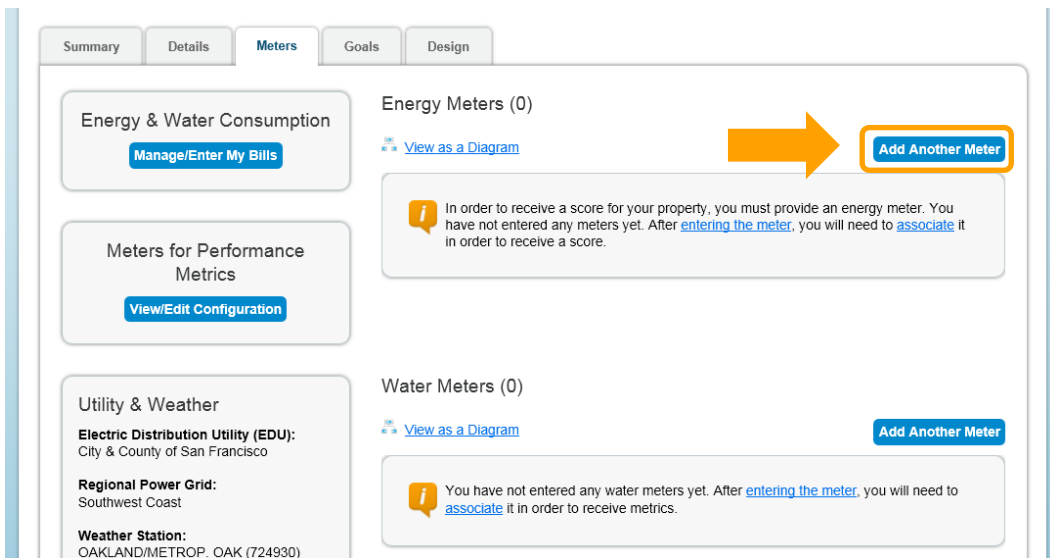 Summary
Details
Meters
Goals
Design
Energy & Water Consumption
Manage/Enter My Bills
Meters for Performance
Metrics
View/Edit Configuration
Utility & Weather
Electric Distribution Utility (EDU):
City & County of San Francisco
Regional Power Grid:
Southwest Coast
Weather Station:
OAKLAND/METROP. OAK (724930)
Energy Meters (0)
View as a Diagram
Add Another Meter
In order to receive a score for your property, you must provide an energy meter. You
have not entered any meters yet. After entering the meter, you will need to associate it
in order to receive a score.
Water Meters (0)
View as a Diagram
Add Another Meter
You have not entered any water meters yet. After entering the meter, you will need to
associate it in order to receive metrics.